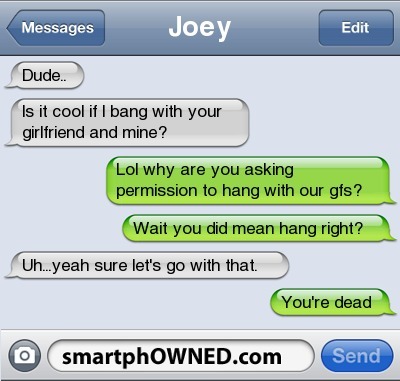 Messages
Joey
Edit
Dude..
Is it cool if I bang with your
girlfriend and mine?
Lol why are you asking
permission to hang with our gfs?
Wait you did mean hang right?
Uh...yeah sure let's go with that.
You're dead
smartphOWNED.com
Send